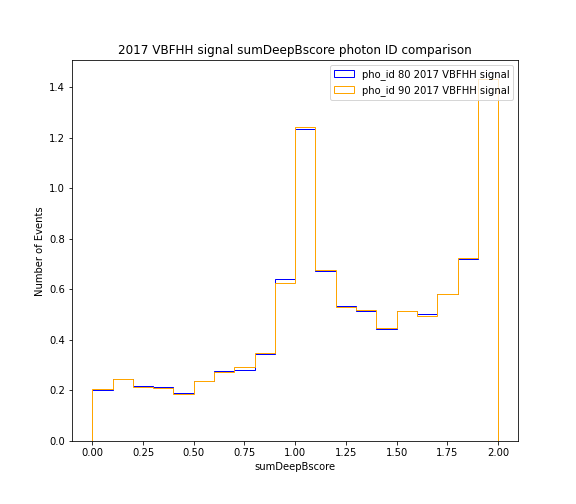 2017 VBFHH signal sumDeepBscore photon ID comparison
pho_id 80 2017 VBFHH signal
pho_id 90 2017 VBFHH signal
1.4
1.2
1.0
0.8
0.6
0.4
0.2
0.0
Number of Events
0.00 0.25 0.50 0.75 1.00 1.25 1.50 1.75 2.00
sumDeepBscore